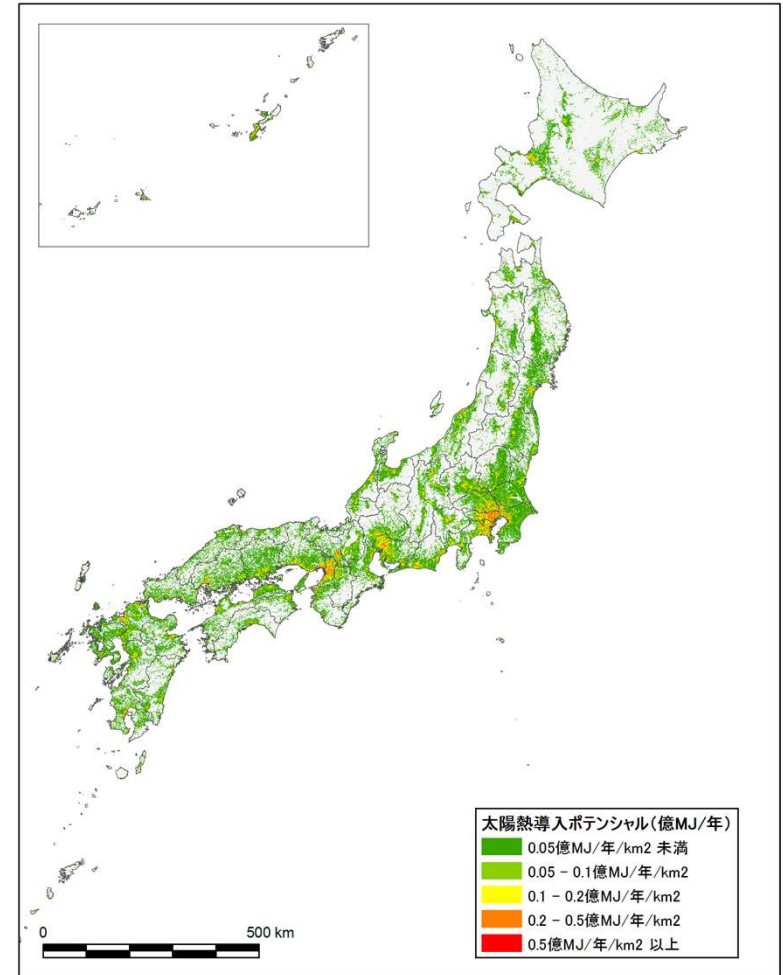 太陽熱導入ポテンシャル(億MJ/年)
0.05億MJ/年/km2 未満
0.05 - 0.1億MJ/年/km2
0.1 - 0.2億MJ/年/km2
0.2 - 0.5億MJ/年/km2
0.5億MJ/年/km2 以上
0 500 km